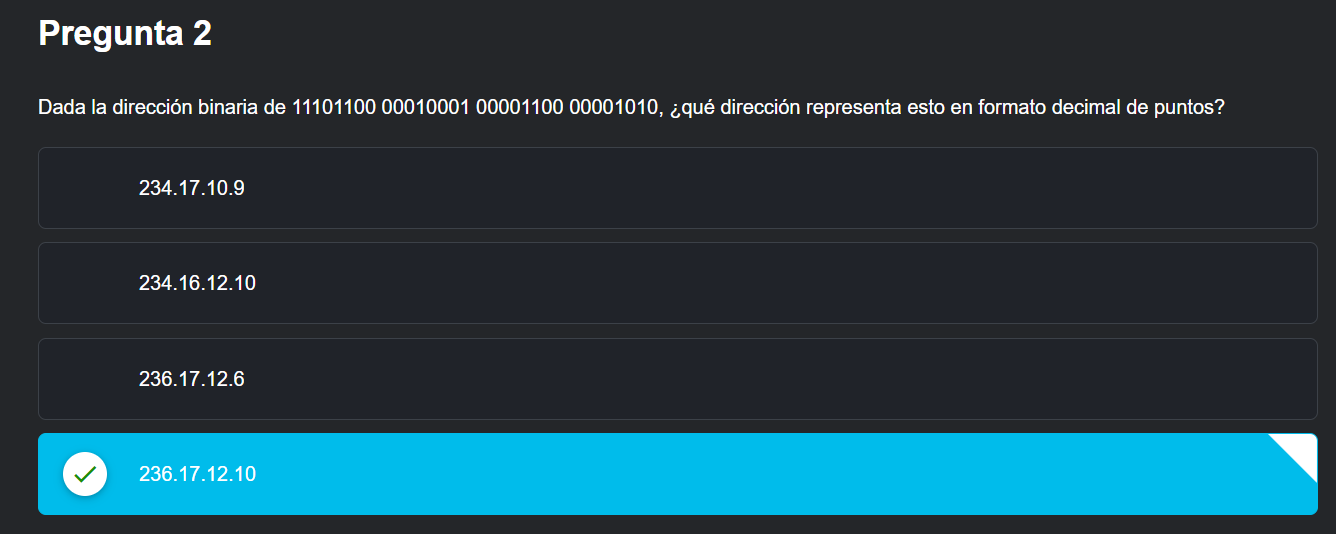 Pregunta 2
Dada la dirección binaria de 11101100 00010001 00001100 00001010, ¿qué dirección representa esto en formato decimal de puntos?
234.17.10.9
234.16.12.10
236.17.12.6
236.17.12.10